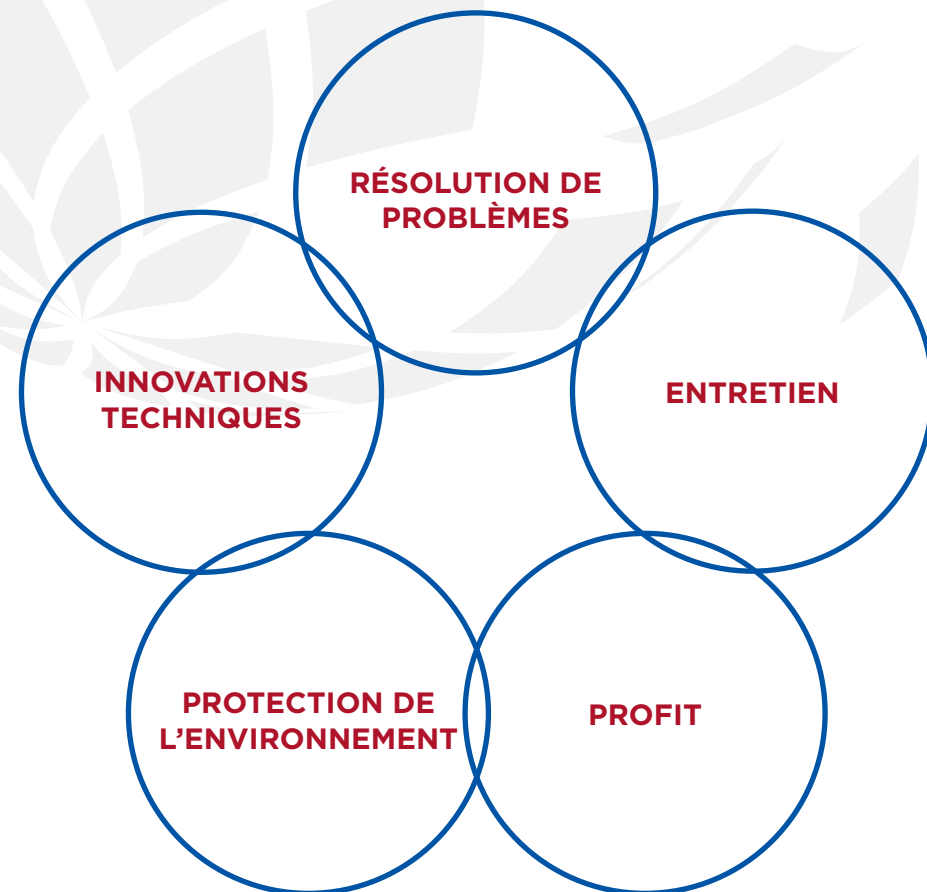 RÉSOLUTION DE
PROBLÈMES
INNOVATIONS
TECHNIQUES
ENTRETIEN
PROTECTION DE
L’ENVIRONNEMENT
PROFIT